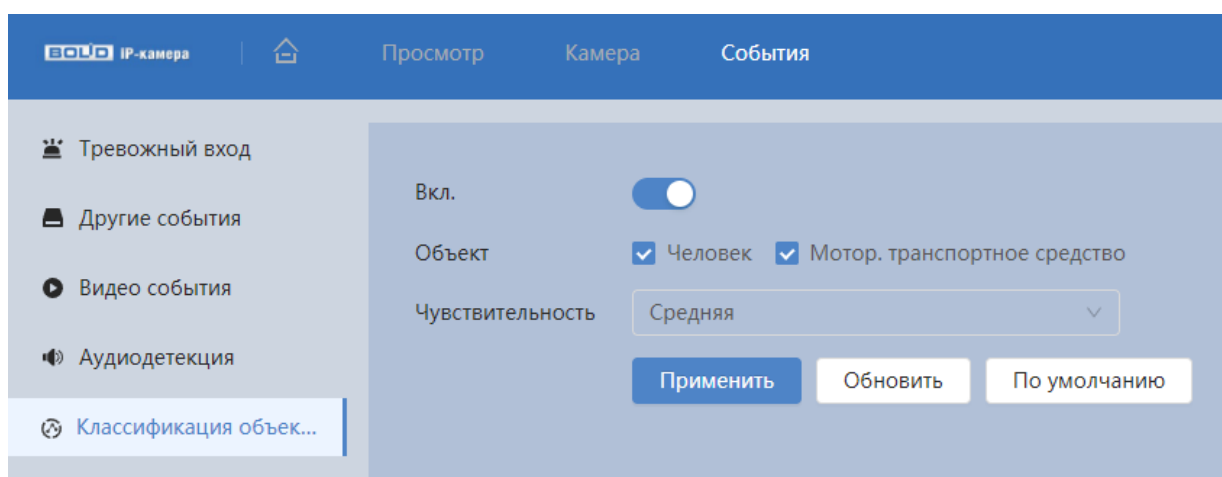 BOLID IP-камера Просмотр Камера События
Тревожный вход
Другие события
Видео события
Аудиодетекция
Классификация объек...
Вкл.
Объект Человек Мотор. транспортное средство
Чувствительность Средняя
Применить Обновить По умолчанию